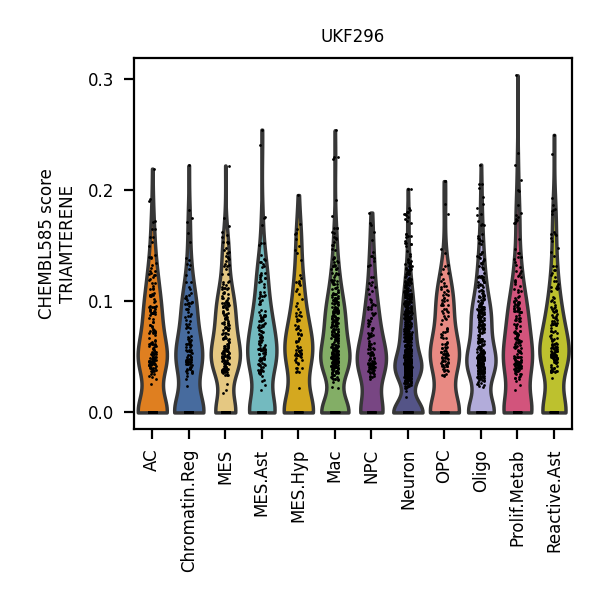 UKF296
CHEMBL585 score
TRIAMTERENE
0.3
0.2
0.1
0.0
AC
Chromatin.Reg
MES
MES.Ast
MES.Hyp
Mac
NPC
Neuron
OPC
Oligo
Prolif.Metab
Reactive.Ast